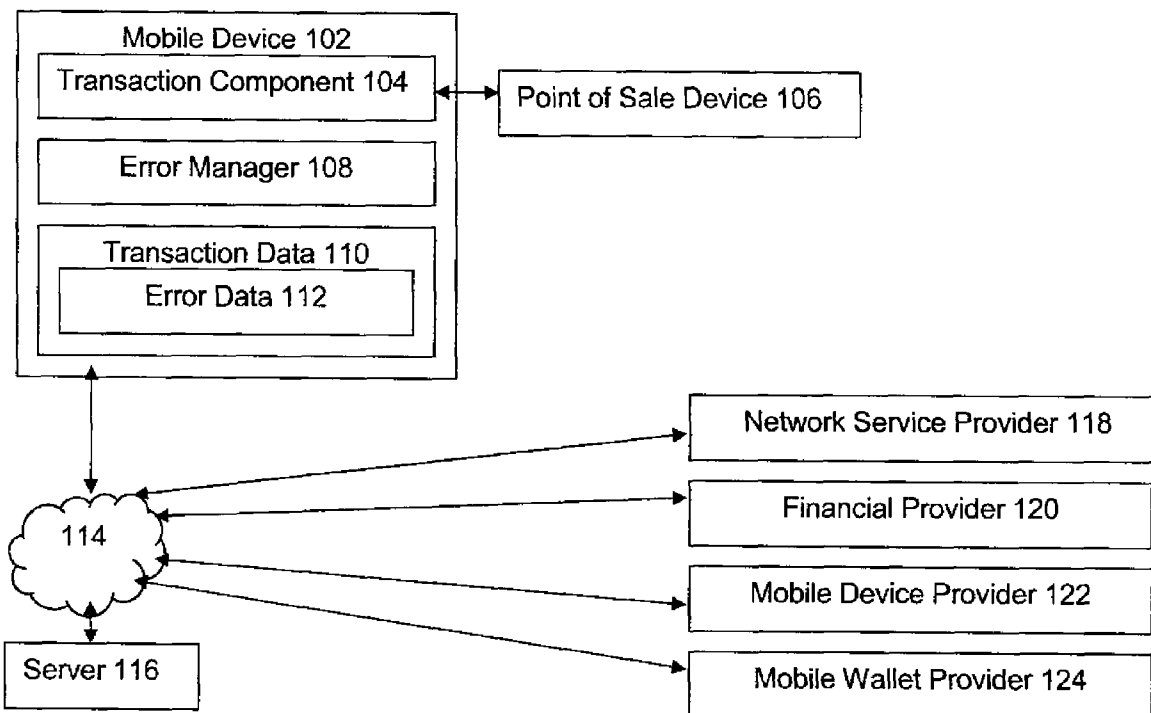 Mobile Device 102
Transaction Component 104
Point of Sale Device 106
Error Manager 108
Transaction Data 110
Error Data 112
Network Service Provider 118
Financial Provider 120
114
Mobile Device Provider 122
Server 116
Mobile Wallet Provider 124